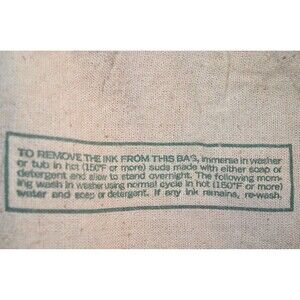 TO REMOVE THE INK FROM THIS BAG, immense in washer
or tub in hot (150°F or more) suds made with either soap or
detergent and allow to stand overnight. The following morn-
ing wash in washer using normal cycle in hot (150°F or more)
water and soap or detergent. If any ink remains, re-wash.